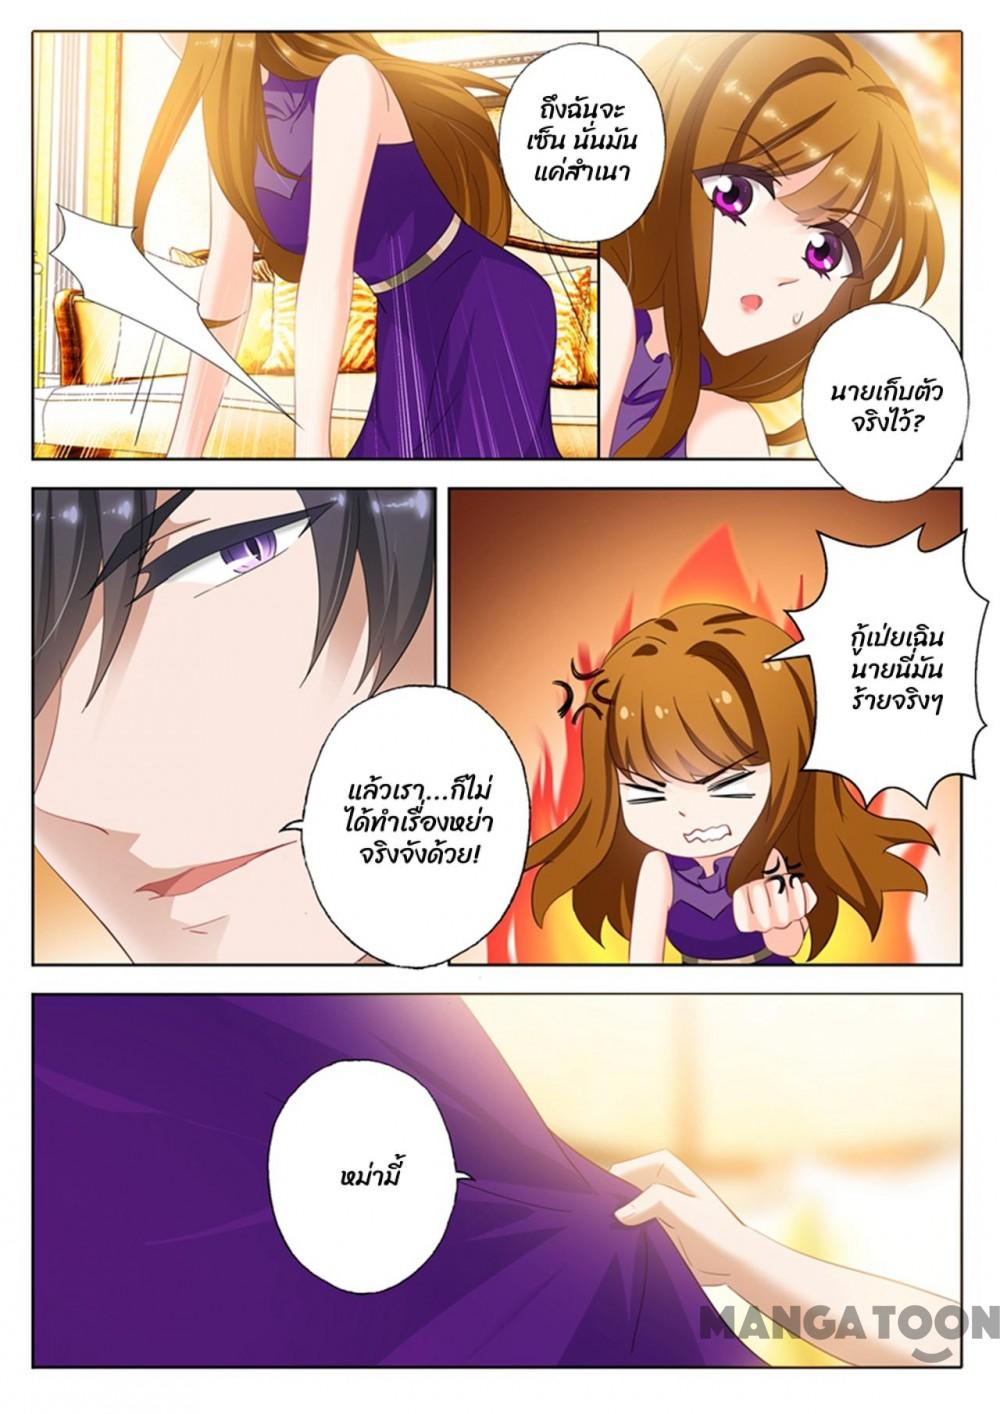 ถึงฉันจะ
เซ็น นั่นมัน
แค่สำเนา
นายเก็บตัว
จริงไว้?
กู้เป่ยเฉิน
นายนี่มัน
ร้ายจริงๆ
แล้วเรา...ก็ไม่
ได้ทำเรื่องหย่า
จริงจังด้วย!
หม่ามี้
MANGATOON